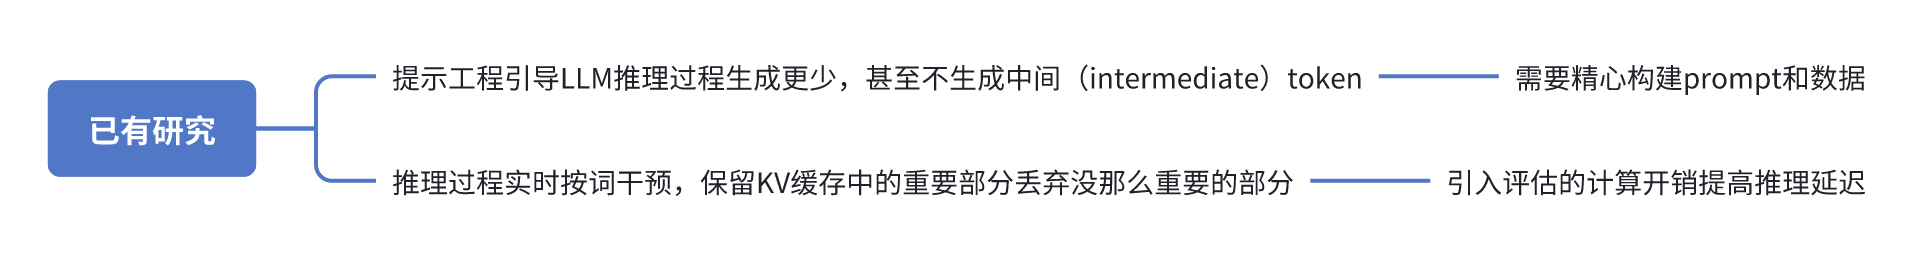 已有研究
提示工程引导LLM推理过程生成更少，甚至不生成中间（intermediate）token
需要精心构建prompt和数据
推理过程实时按词干预，保留KV缓存中的重要部分丢弃没那么重要的部分
引入评估的计算开销提高推理延迟